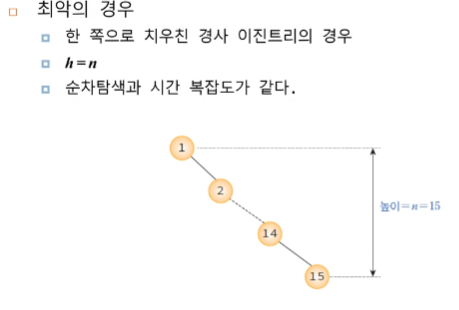 최악의 경우
한 쪽으로 치우친 경사 이진트리의 경우
h=n
순차탐색과 시간 복잡도가 같다.
1
2
14
15
높이=n=15